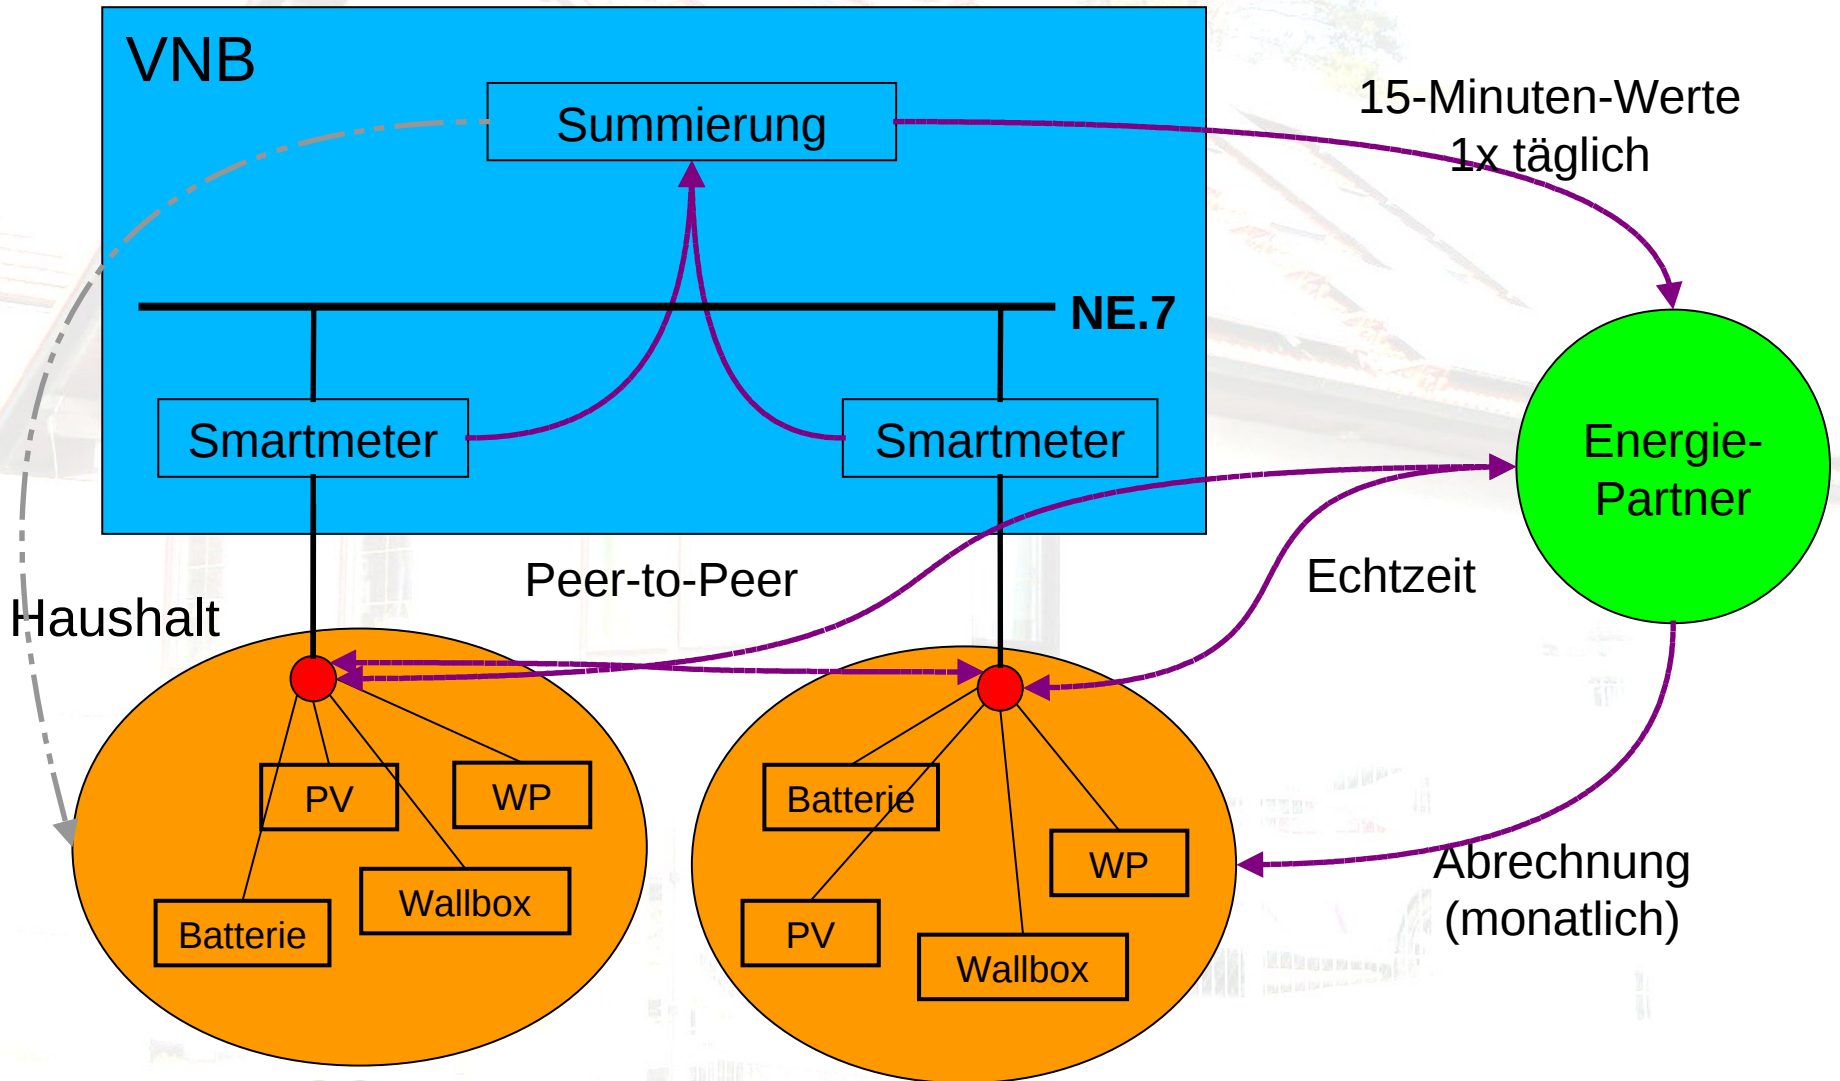 VNB
Summierung
15-Minuten-Werte
1x täglich
NE.7
Smartmeter
Smartmeter
Energie-
Partner
Peer-to-Peer
Echtzeit
Haushalt
PV
WP
Wallbox
Batterie
Batterie
WP
PV
Wallbox
Abrechnung
(monatlich)